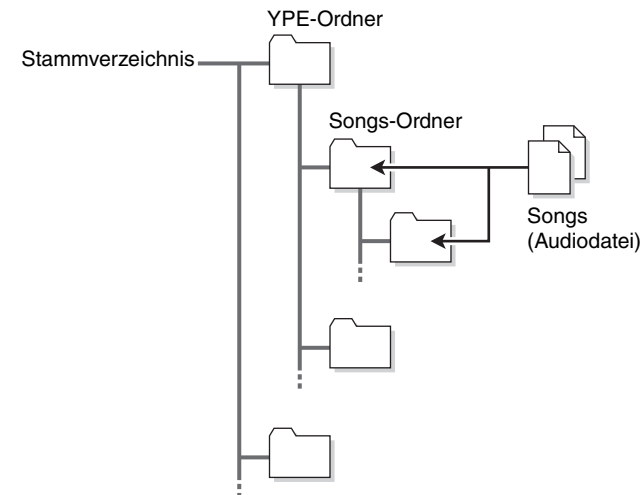 YPE-Ordner
Stammverzeichnis
Songs-Ordner
Songs
(Audiodatei)